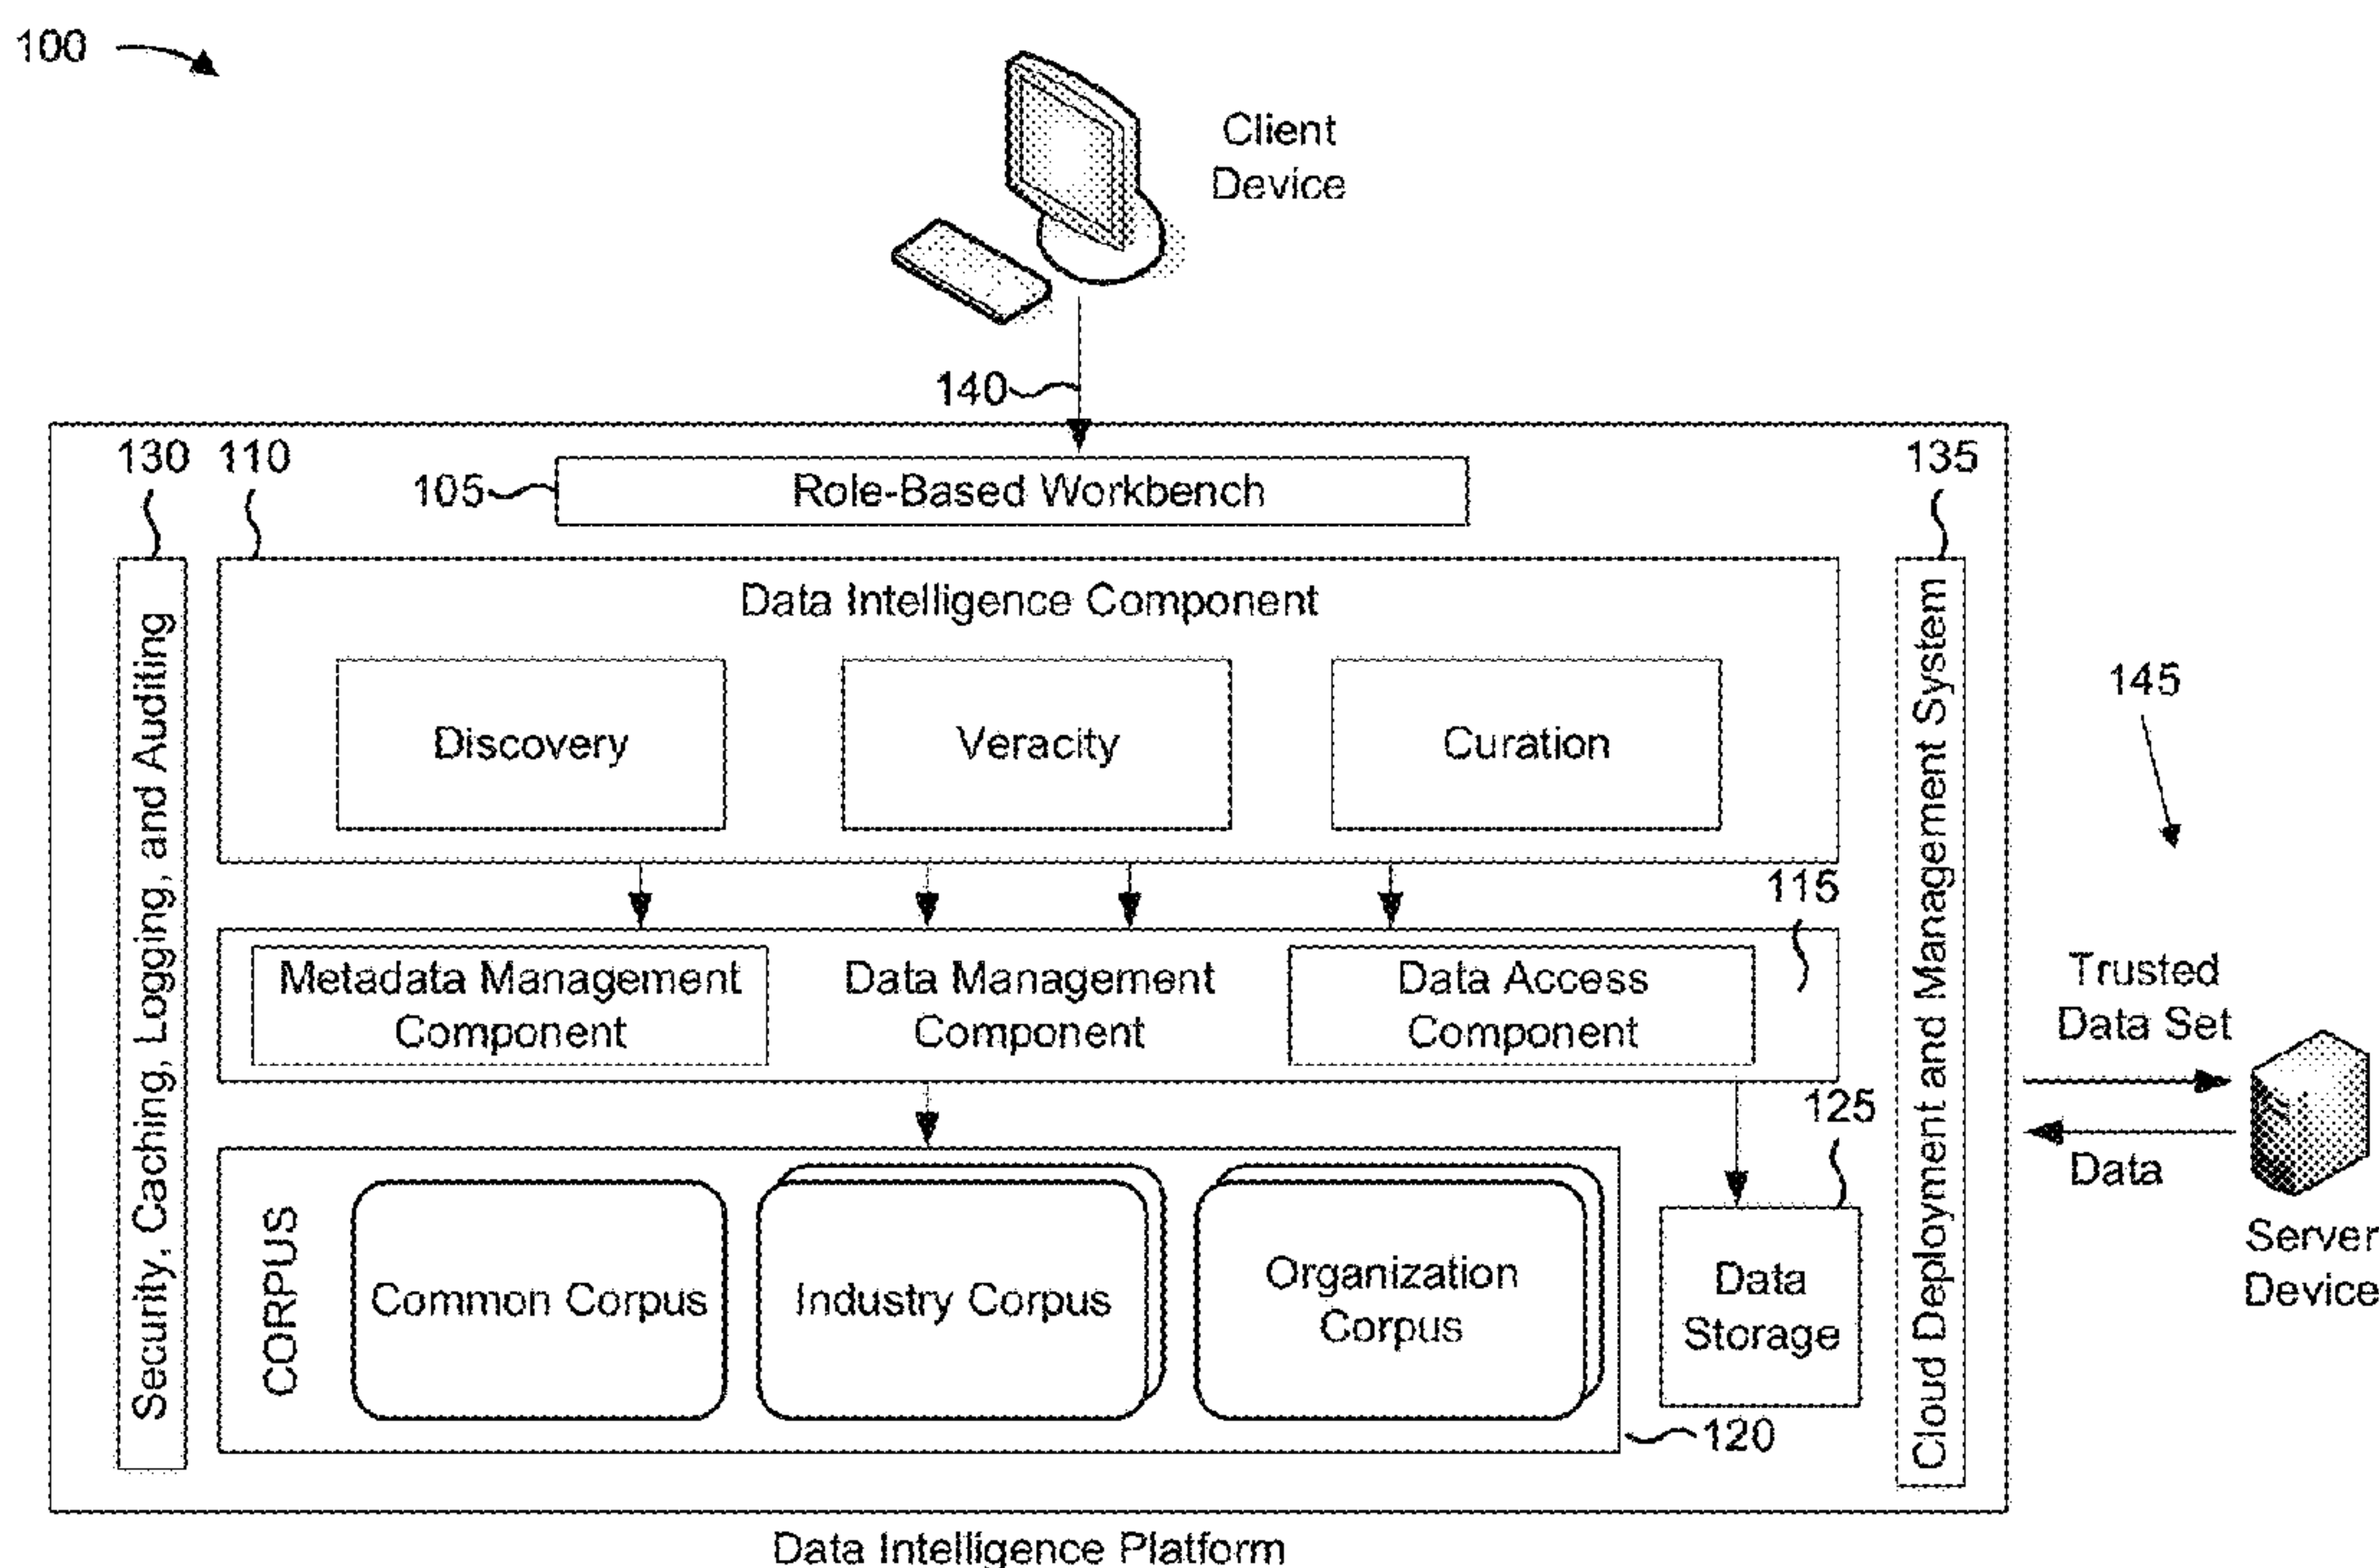 100
Client
Device
140
130
110
135
105
Role-Based Workbench
Data Intelligence Component
Discovery
Veracity
Curation
Security, Caching, Logging, and Auditing
Cloud Deployment and Management System
145
115
Metadata Management
Component
Data Management
Component
Data Access
Component
Trusted
Data Set
Data
Server
Device
125
CORPUS
Common Corpus
Industry Corpus
Organization
Corpus
Data
Storage
120
Data Intelligence Platform